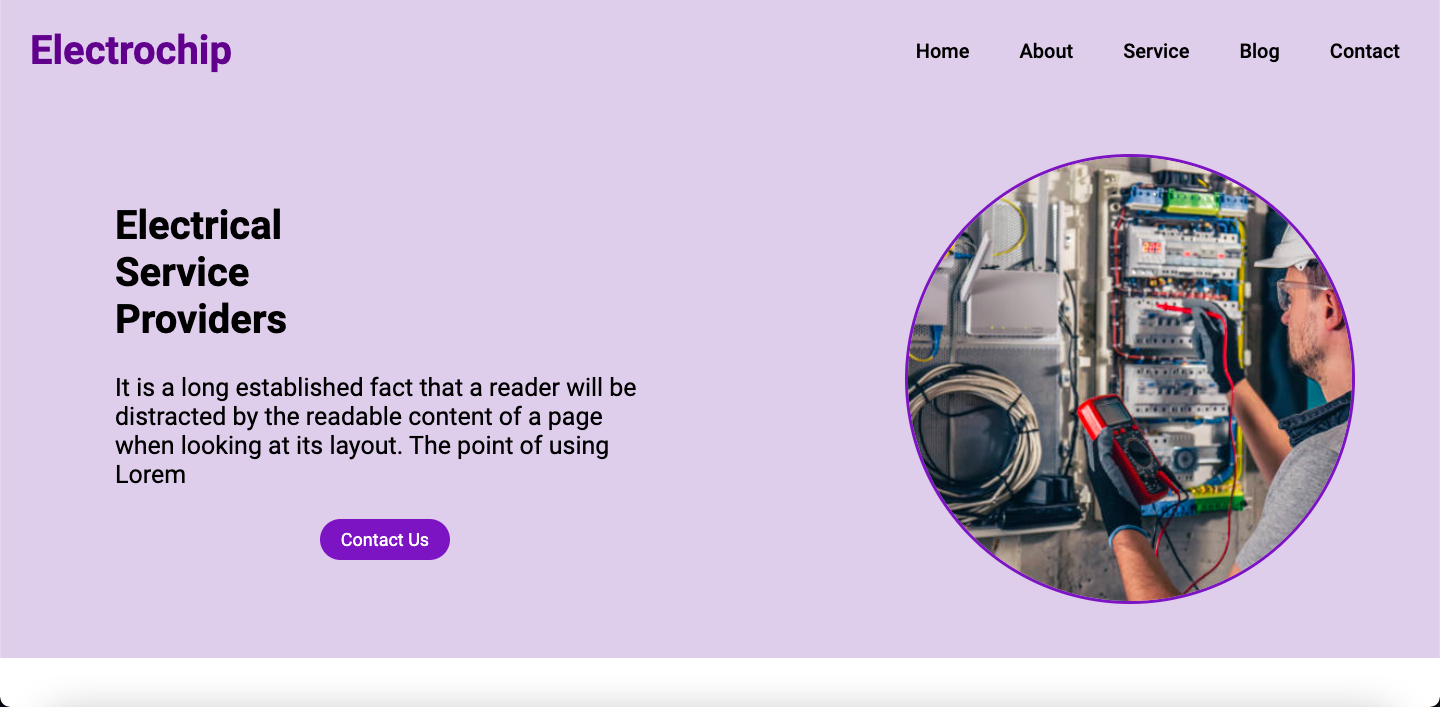 Electrochip
Home About Service Blog Contact
Electrical
Service
Providers
It is a long established fact that a reader will be
distracted by the readable content of a page
when looking at its layout. The point of using
Lorem
Contact Us